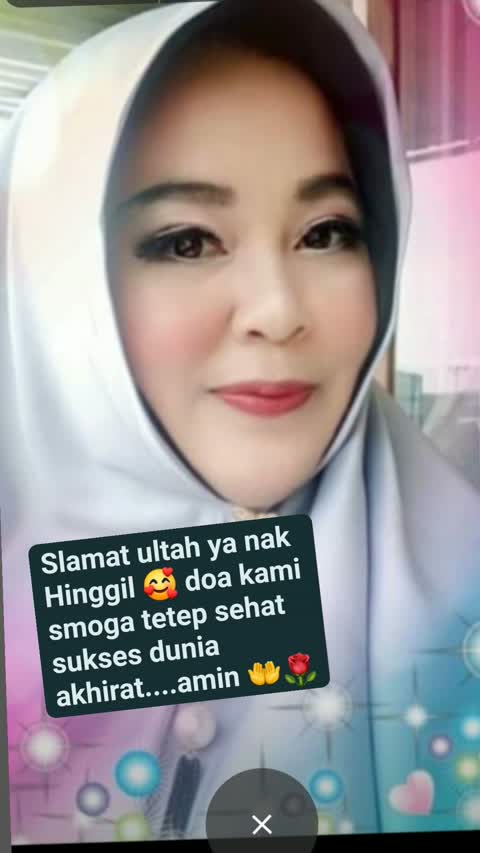 Slamat ultah ya nak
Hinggil 🥰 doa kami
smoga tetep sehat
sukses dunia
akhirat....amin 🤲🌹